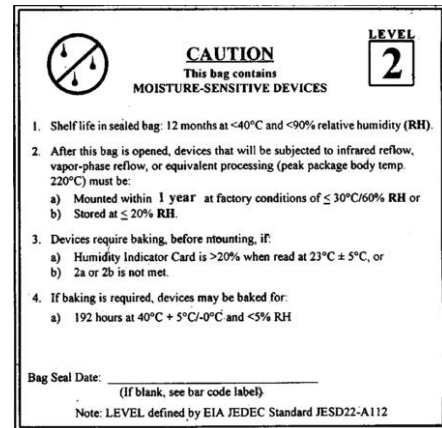 LEVEL
2
CAUTION
This bag contains
MOISTURE-SENSITIVE DEVICES
1. Shelf life in sealed bag: 12 months at <40°C and <90% relative humidity (RH).
2. After this bag is opened, devices that will be subjected to infrared reflow,
vapor-phase reflow, or equivalent processing (peak package body temp.
220°C) must be:
a) Mounted within 1 year at factory conditions of ≤ 30°C/60% RH or
b) Stored at ≤ 20% RH.
3. Devices require baking, before mounting, if:
a) Humidity Indicator Card is >20% when read at 23°C ± 5°C, or
b) 2a or 2b is not met.
4. If baking is required, devices may be baked for:
a) 192 hours at 40°C + 5°C/-0°C and <5% RH
Bag Seal Date: ____________________
(If blank, see bar code label)
Note: LEVEL defined by EIA JEDEC Standard JESD22-A112